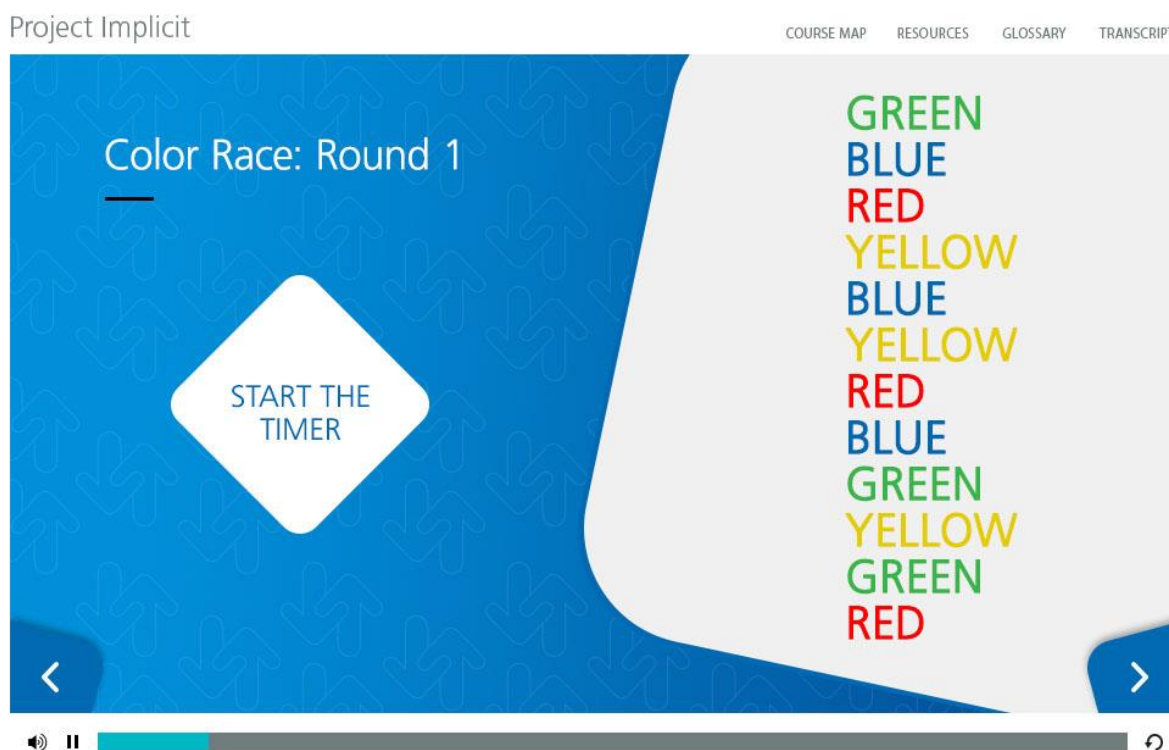 Project Implicit
COURSE MAP RESOURCES GLOSSARY TRANSCRIPT
Color Race: Round 1
START THE
TIMER
GREEN
BLUE
RED
YELLOW
BLUE
YELLOW
RED
BLUE
GREEN
YELLOW
GREEN
RED